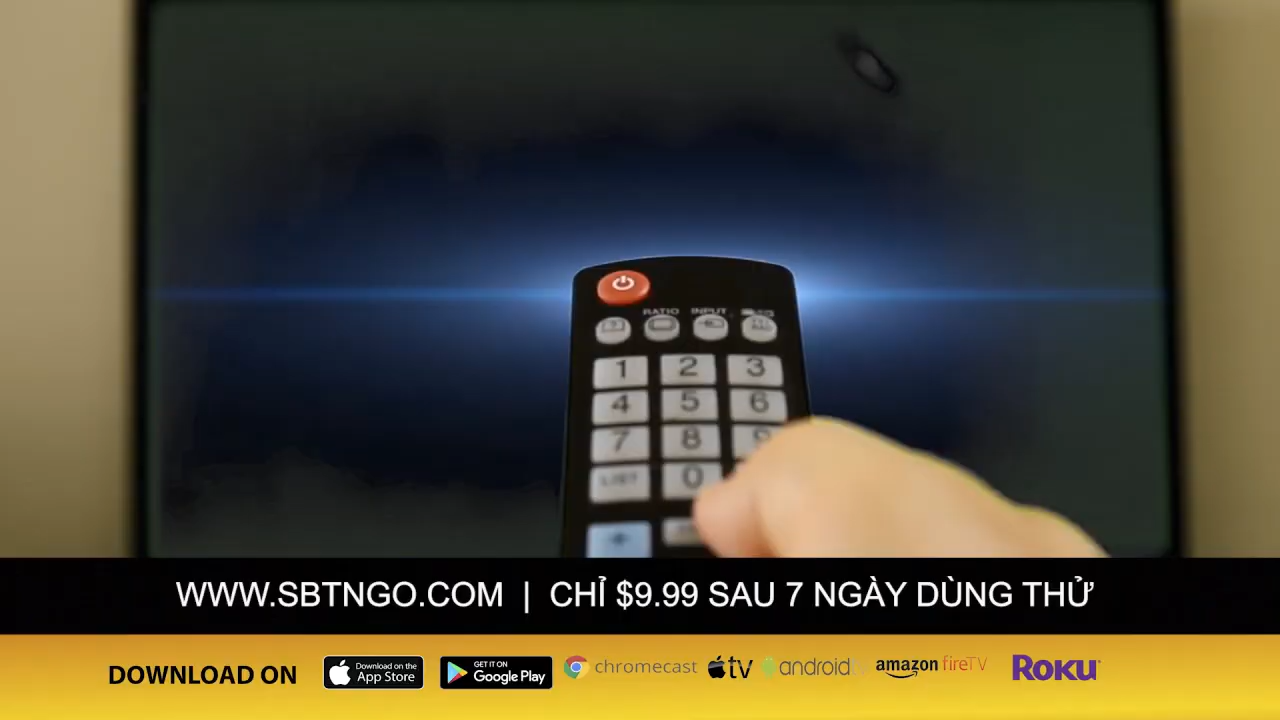 RATIO INPUT
1 2 3
4 5 6
7 8 9
LIST 0
WWW.SBTNGO.COM | CHỈ $9.99 SAU 7 NGÀY DÙNG THỬ
DOWNLOAD ON
Download on the
App Store
GET IT ON
Google Play
chromecast
tv
android
amazon fireTV
ROKU